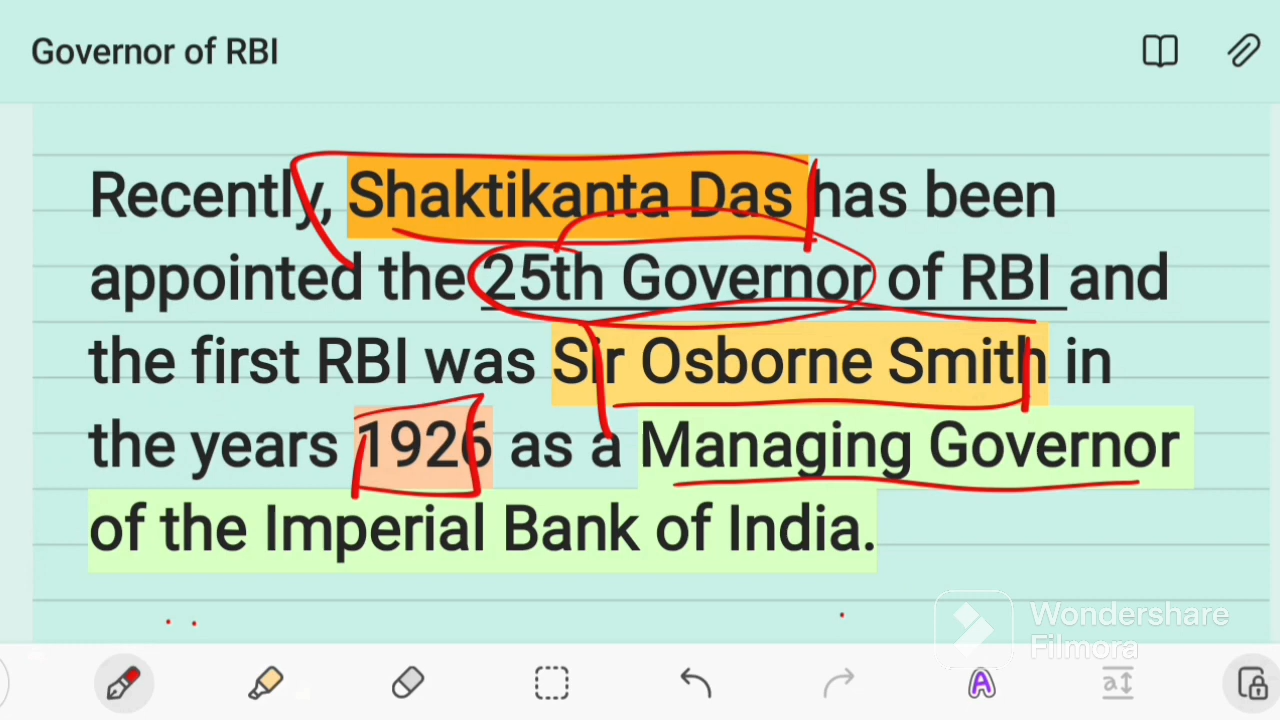 Governor of RBI
Recently, Shaktikanta Das has been
appointed the 25th Governor of RBI and
the first RBI was Sir Osborne Smith in
the years 1926 as a Managing Governor
of the Imperial Bank of India.
Wondershare
Filmora
A a